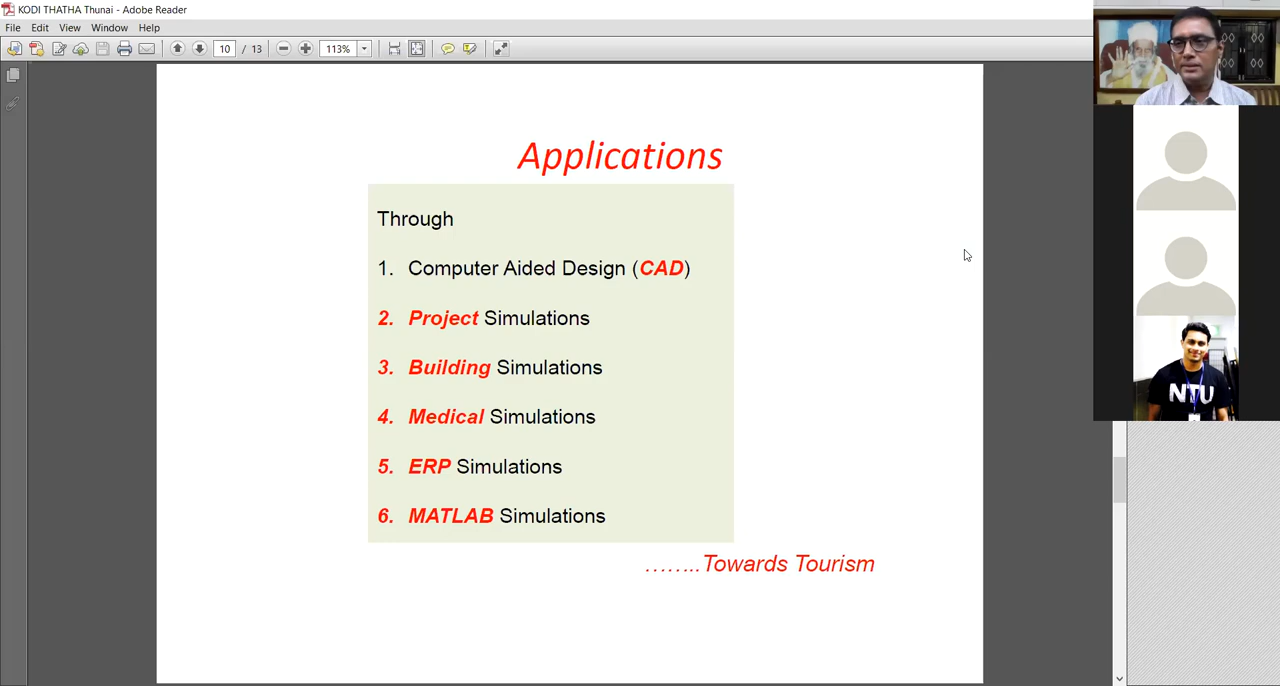 KODI THATHA Thunai - Adobe Reader
File Edit View Window Help
10 / 13 113%
Applications
Through
1. Computer Aided Design (CAD)
2. Project Simulations
3. Building Simulations
4. Medical Simulations
5. ERP Simulations
6. MATLAB Simulations
……..Towards Tourism
NTU